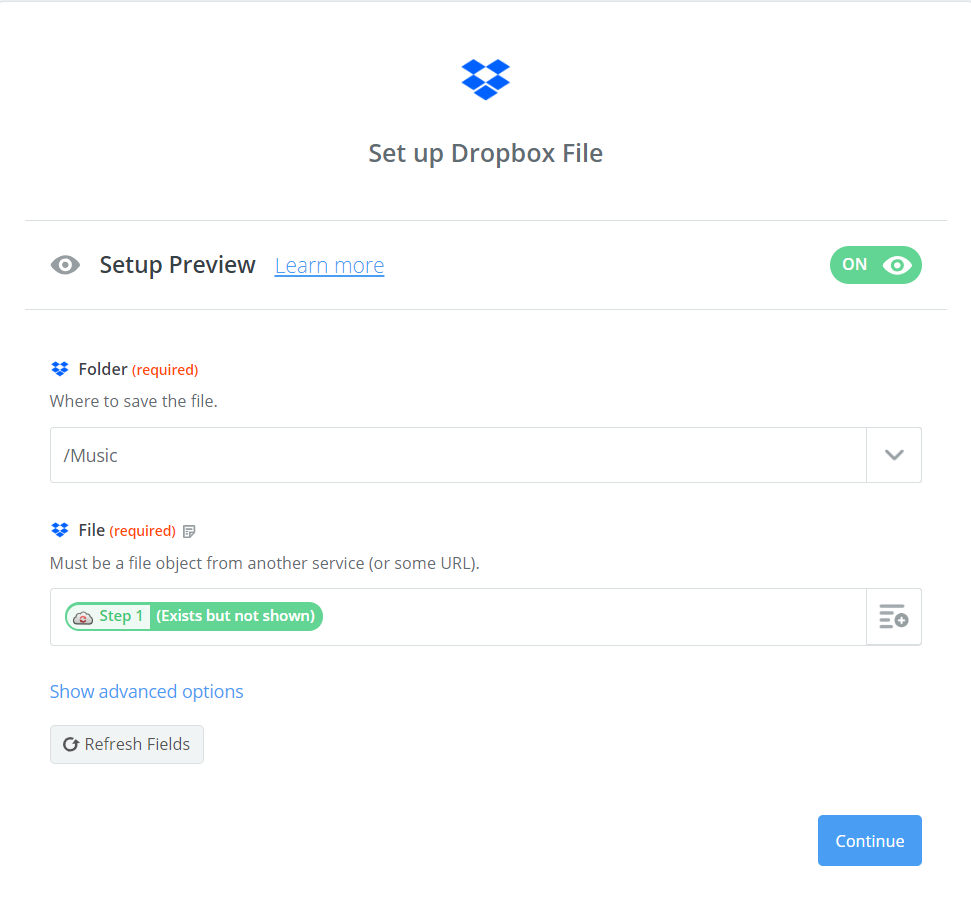 Set up Dropbox File
Setup Preview Learn more ON
Folder (required)
Where to save the file.
/Music
File (required)
Must be a file object from another service (or some URL).
Step 1 (Exists but not shown)
Show advanced options
Refresh Fields
Continue